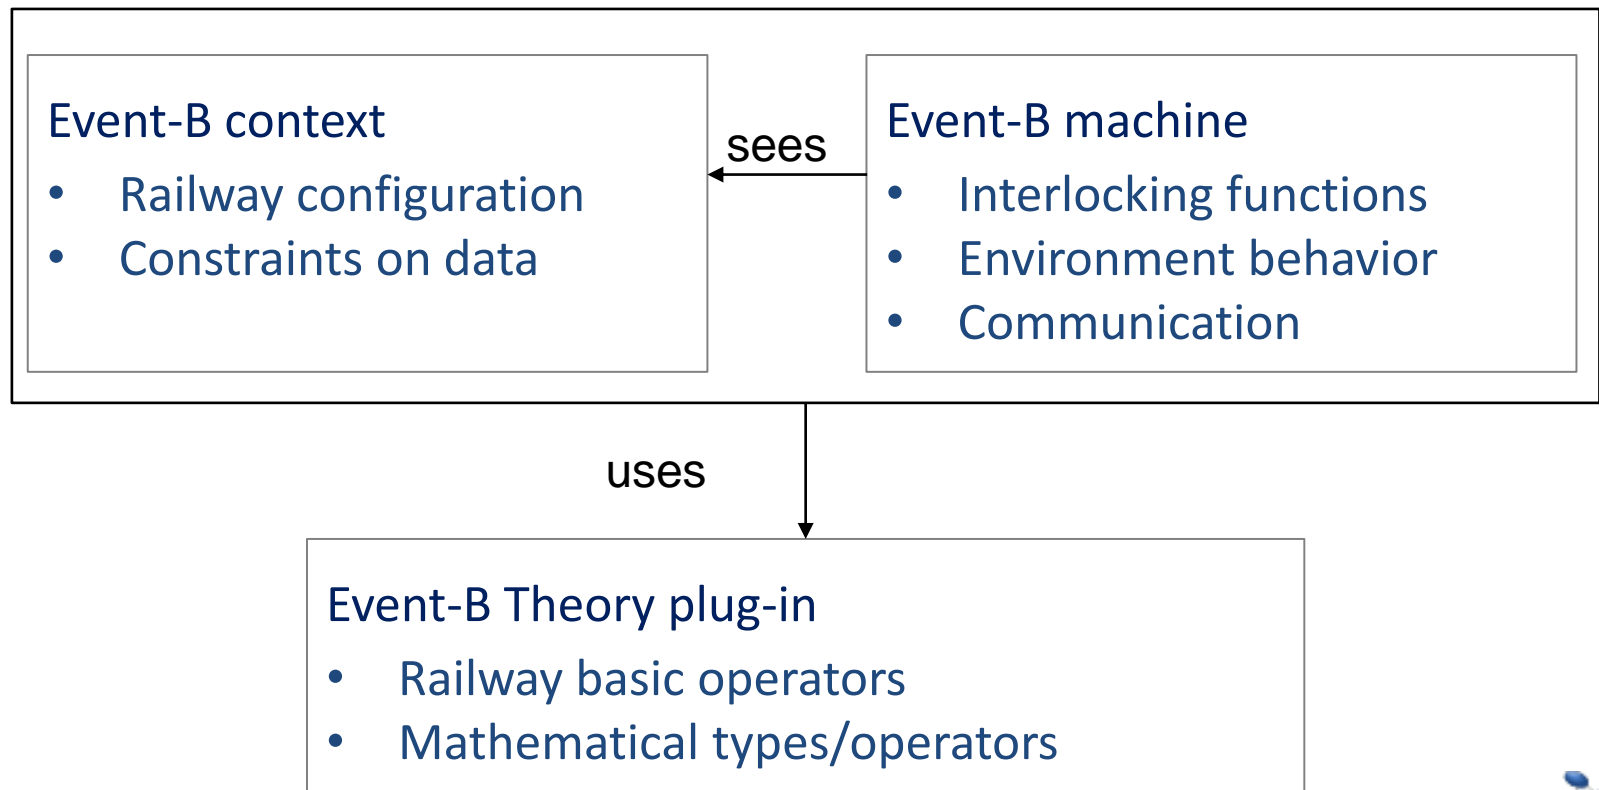 Event-B context
• Railway configuration
• Constraints on data
sees
Event-B machine
• Interlocking functions
• Environment behavior
• Communication
uses
Event-B Theory plug-in
• Railway basic operators
• Mathematical types/operators